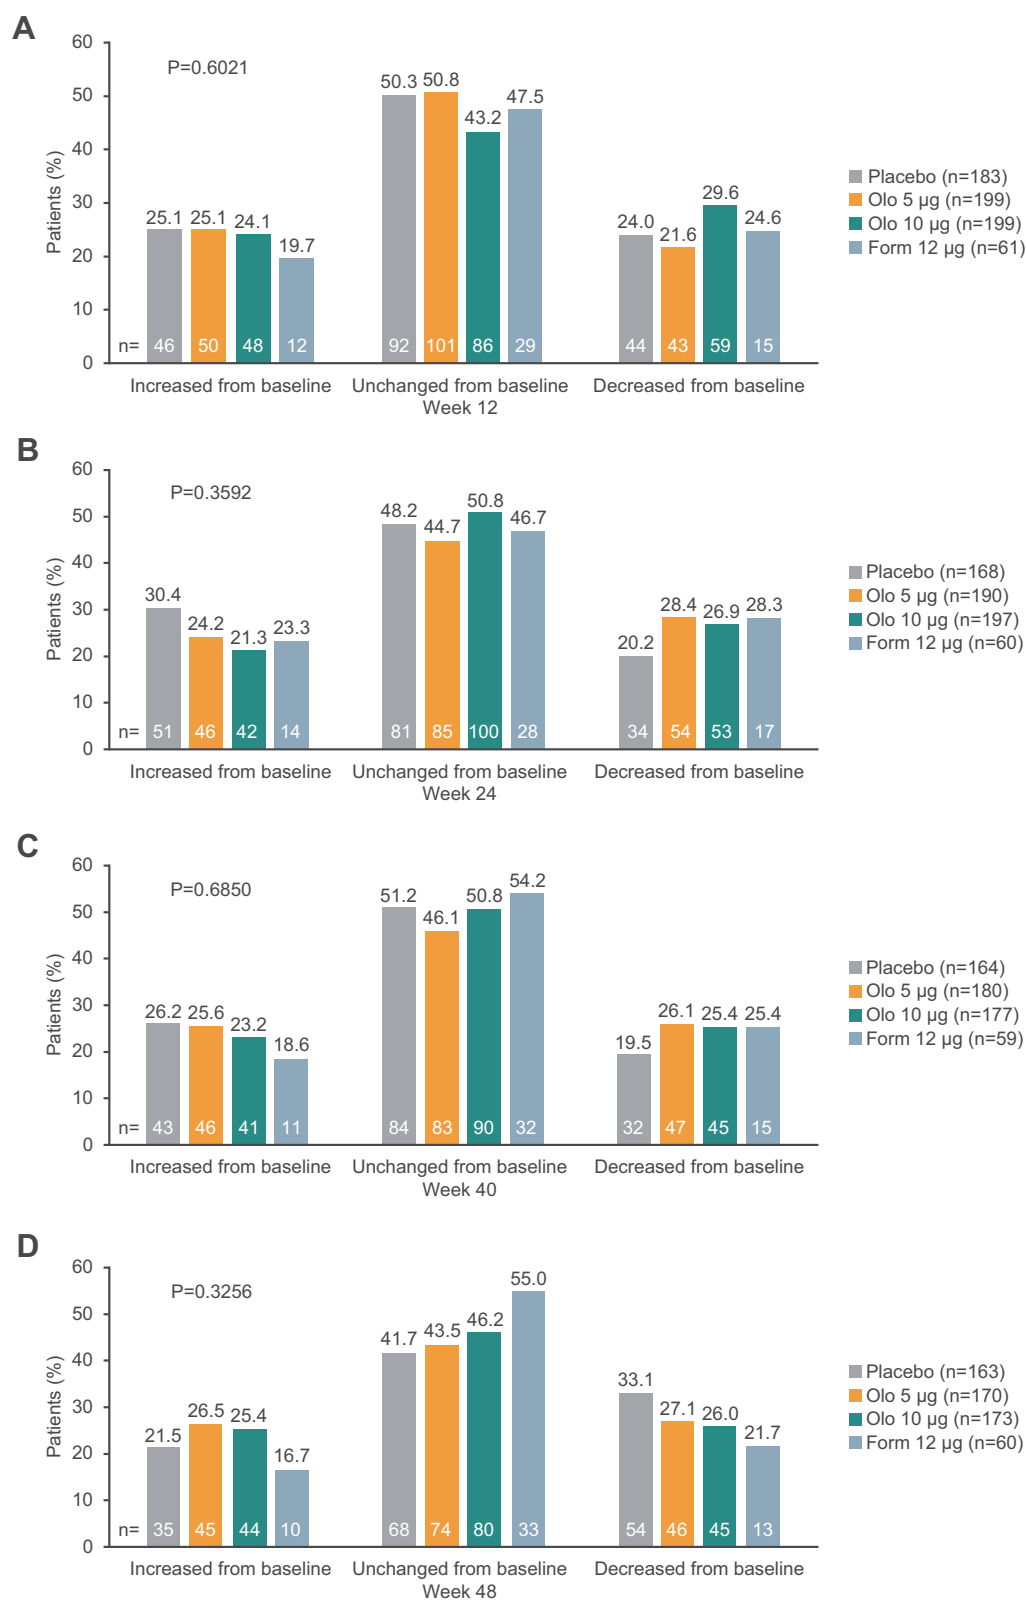 A
60
50
40
30
20
10
0
Patients (%)
P=0.6021
25.1 25.1 24.1 19.7
50.3 50.8 43.2 47.5
24.0 21.6 29.6 24.6
n= 46 50 48 12 92 101 86 29 44 43 59 15
Increased from baseline Unchanged from baseline Decreased from baseline
Week 12
Placebo (n=183)
Olo 5 µg (n=199)
Olo 10 µg (n=199)
Form 12 µg (n=61)
B
60
50
40
30
20
10
0
Patients (%)
P=0.3592
30.4 24.2 21.3 23.3
48.2 44.7 50.8 46.7
20.2 28.4 26.9 28.3
n= 51 46 42 14 81 85 100 28 34 54 53 17
Increased from baseline Unchanged from baseline Decreased from baseline
Week 24
Placebo (n=168)
Olo 5 µg (n=190)
Olo 10 µg (n=197)
Form 12 µg (n=60)
C
60
50
40
30
20
10
0
Patients (%)
P=0.6850
26.2 25.6 23.2 18.6
51.2 46.1 50.8 54.2
19.5 26.1 25.4 25.4
n= 43 46 41 11 84 83 90 32 32 47 45 15
Increased from baseline Unchanged from baseline Decreased from baseline
Week 40
Placebo (n=164)
Olo 5 µg (n=180)
Olo 10 µg (n=177)
Form 12 µg (n=59)
D
60
50
40
30
20
10
0
Patients (%)
P=0.3256
21.5 26.5 25.4 16.7
41.7 43.5 46.2 55.0
33.1 27.1 26.0 21.7
n= 35 45 44 10 68 74 80 33 54 46 45 13
Increased from baseline Unchanged from baseline Decreased from baseline
Week 48
Placebo (n=163)
Olo 5 µg (n=170)
Olo 10 µg (n=173)
Form 12 µg (n=60)